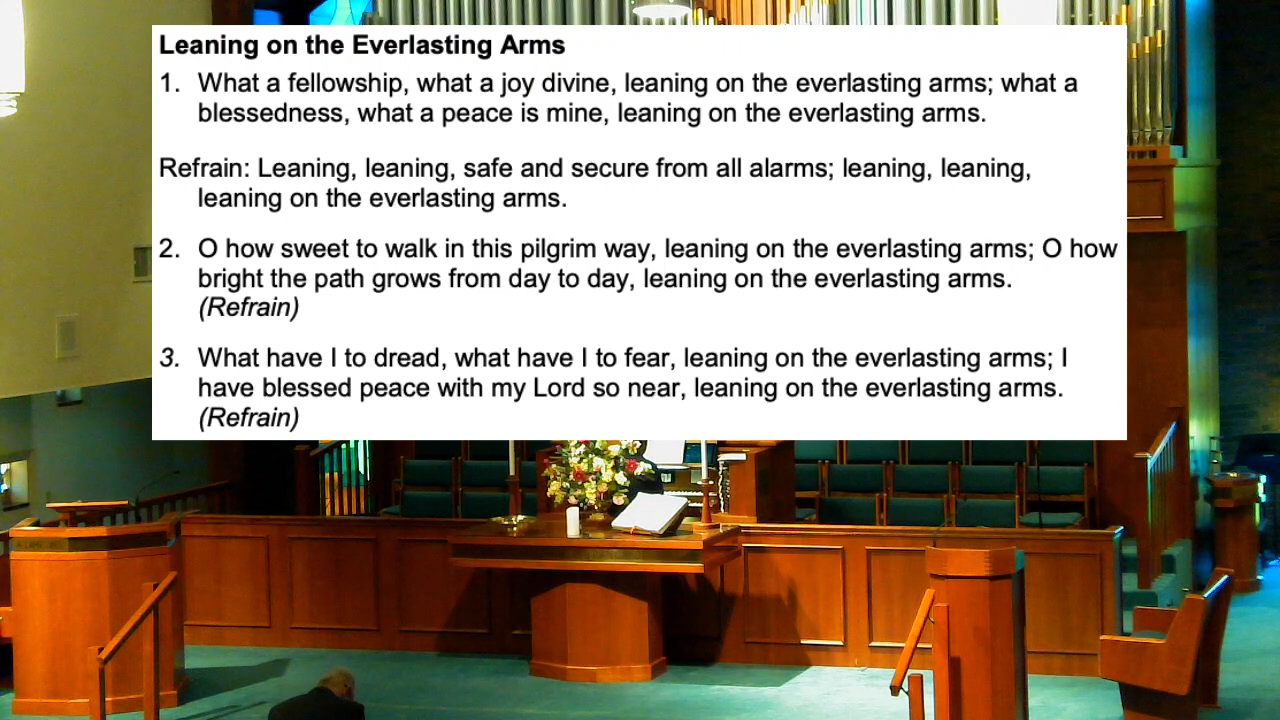 Leaning on the Everlasting Arms
1. What a fellowship, what a joy divine, leaning on the everlasting arms; what a
blessedness, what a peace is mine, leaning on the everlasting arms.
Refrain: Leaning, leaning, safe and secure from all alarms; leaning, leaning,
leaning on the everlasting arms.
2. O how sweet to walk in this pilgrim way, leaning on the everlasting arms; O how
bright the path grows from day to day, leaning on the everlasting arms.
(Refrain)
3. What have I to dread, what have I to fear, leaning on the everlasting arms; I
have blessed peace with my Lord so near, leaning on the everlasting arms.
(Refrain)